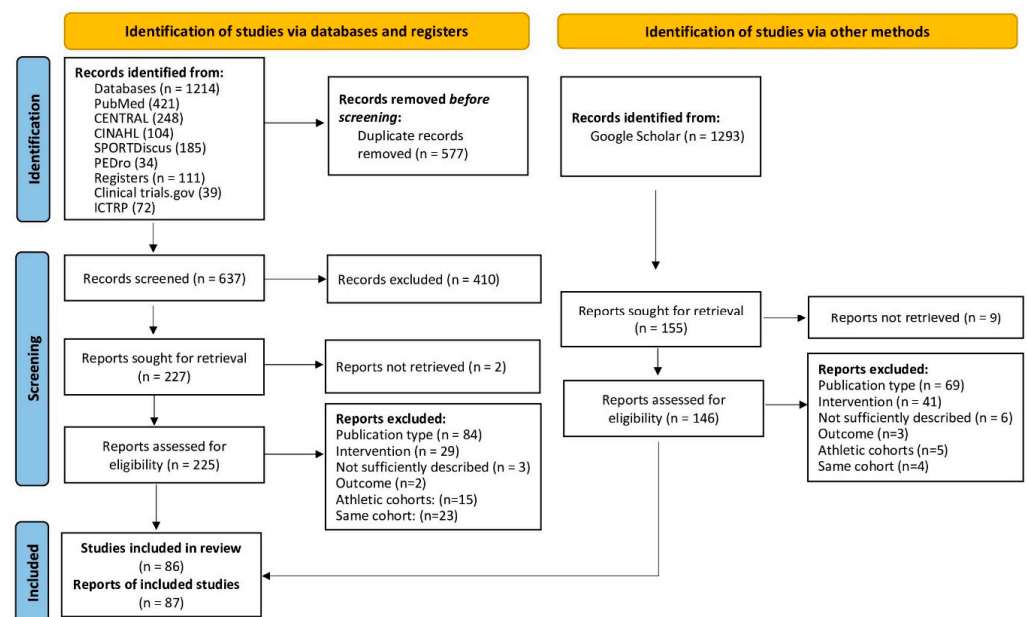 Identification of studies via databases and registers
Identification of studies via other methods
Identification
Records identified from:
Databases (n = 1214)
PubMed (421)
CENTRAL (248)
CINAHL (104)
SPORTDiscus (185)
PEDro (34)
Registers (n = 111)
Clinical trials.gov (39)
ICTRP (72)
Records removed before
screening:
Duplicate records
removed (n = 577)
Records identified from:
Google Scholar (n = 1293)
Screening
Records screened (n = 637)
Records excluded (n = 410)
Reports sought for retrieval
(n = 227)
Reports not retrieved (n = 2)
Reports assessed for
eligibility (n = 225)
Reports excluded:
Publication type (n = 84)
Intervention (n = 29)
Not sufficiently described (n = 3)
Outcome (n=2)
Athletic cohorts: (n=15)
Same cohort: (n=23)
Reports sought for retrieval
(n = 155)
Reports not retrieved (n = 9)
Reports assessed for
eligibility (n = 146)
Reports excluded:
Publication type (n = 69)
Intervention (n = 41)
Not sufficiently described (n = 6)
Outcome (n=3)
Athletic cohorts (n=5)
Same cohort (n=4)
Included
Studies included in review
(n = 86)
Reports of included studies
(n = 87)